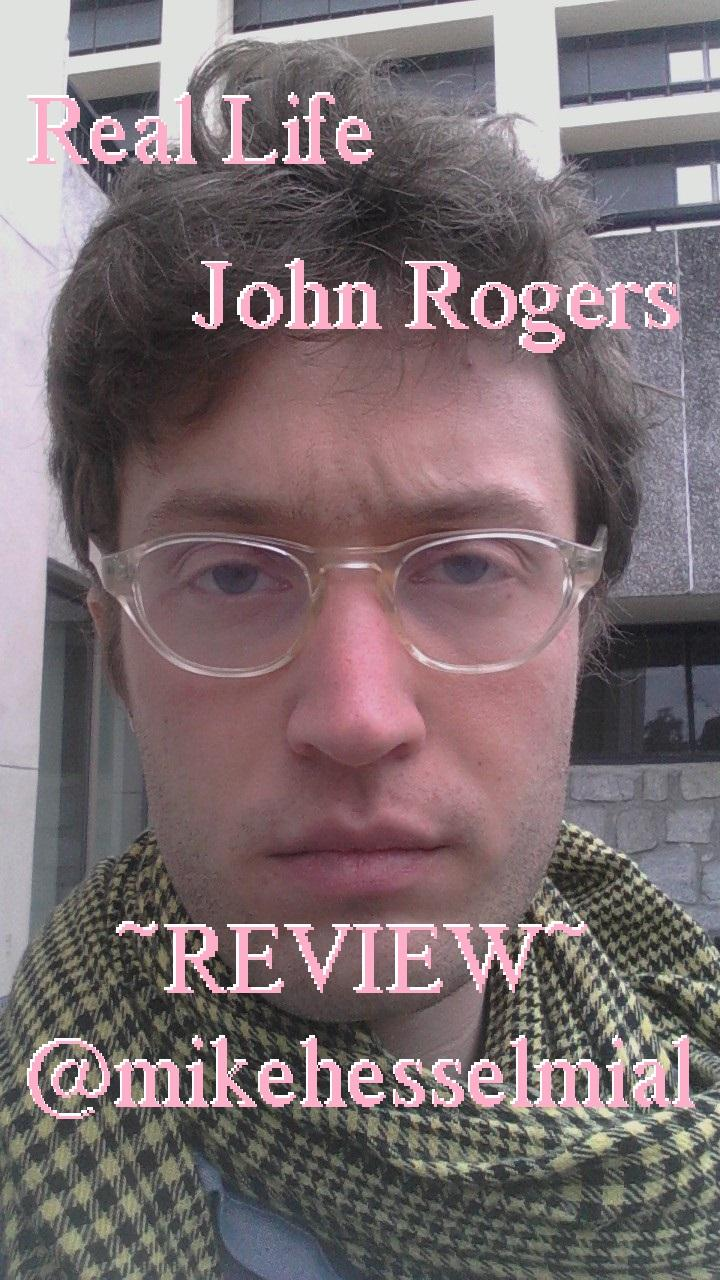 Real Life
John Rogers
~REVIEW~
@mikehesselmial